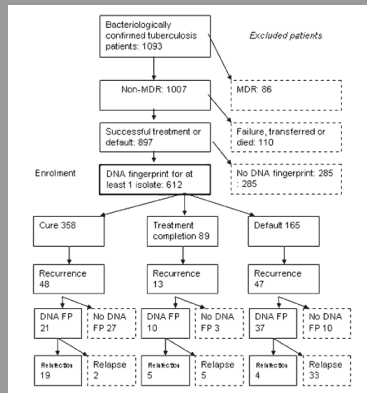 Bacteriologically
confirmed tuberculosis
patients: 1093
Excluded patients
Non-MDR: 1007
MDR: 86
Successful treatment or
default: 897
Failure, transferred or
died: 110
Enrolment
DNA fingerprint for at
least 1 isolate: 612
No DNA fingerprint: 285
: 285
Cure 358
Treatment
completion 89
Default 165
Recurrence
48
Recurrence
13
Recurrence
47
DNA FP
21
No DNA
FP 27
DNA FP
10
No DNA
FP 3
DNA FP
37
No DNA
FP 10
Reinfection
19
Relapse
2
Reinfection
5
Relapse
5
Reinfection
4
Relapse
33